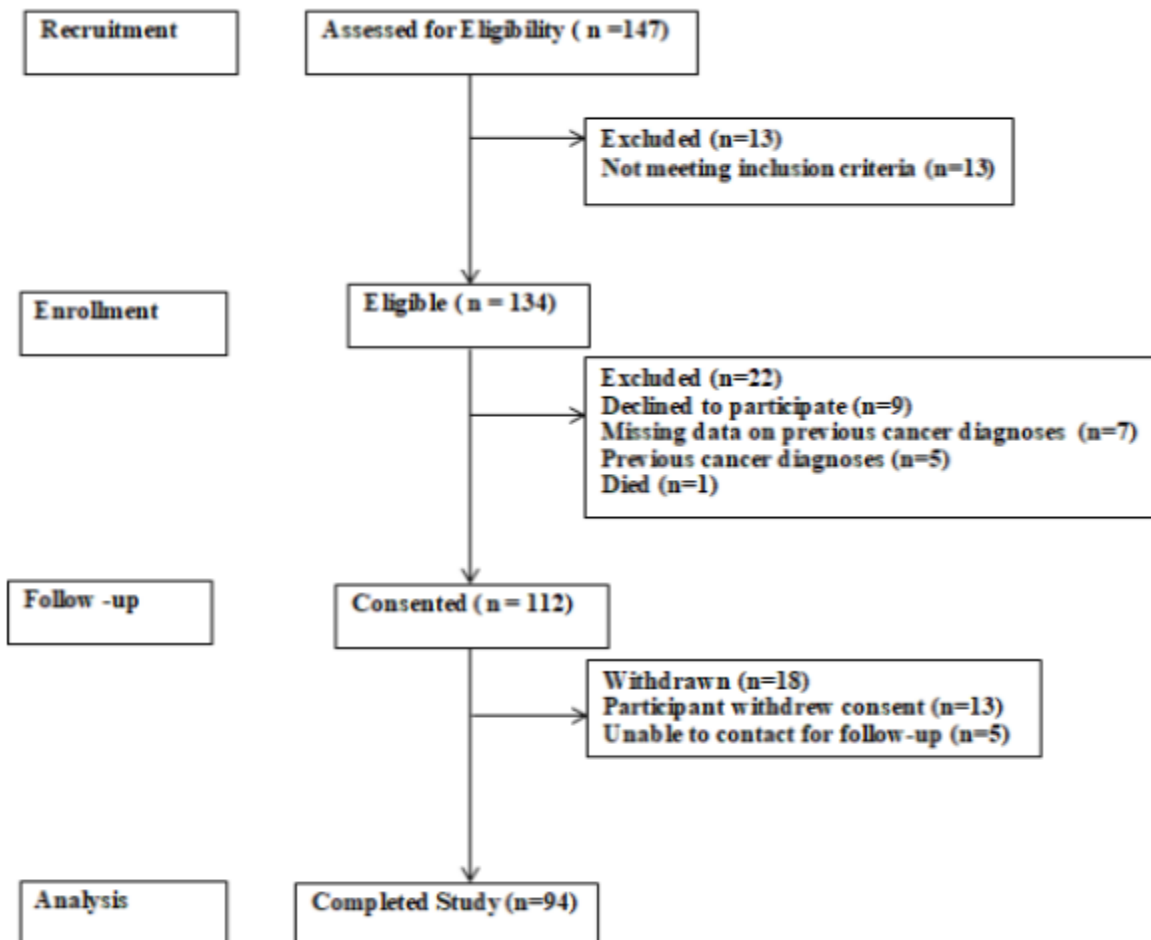 Recruitment
Assessed for Eligibility ( n =147)
Excluded (n=13)
Not meeting inclusion criteria (n=13)
Enrollment
Eligible ( n = 134)
Excluded (n=22)
Declined to participate (n=9)
Missing data on previous cancer diagnoses (n=7)
Previous cancer diagnoses (n=5)
Died (n=1)
Follow -up
Consented ( n = 112)
Withdrawn (n=18)
Participant withdrew consent (n=13)
Unable to contact for follow-up (n=5)
Analysis
Completed Study (n=94)